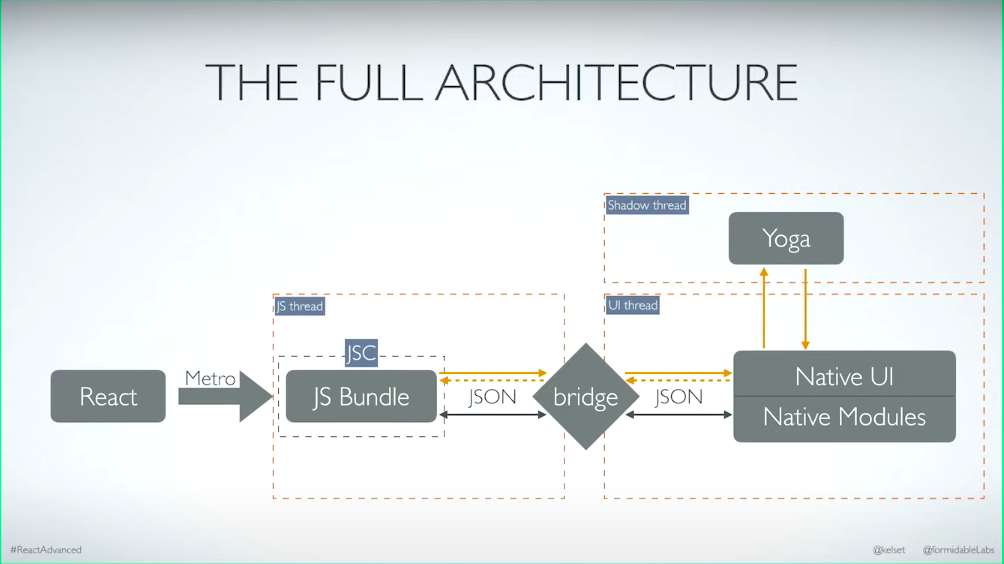 THE FULL ARCHITECTURE
Shadow thread
Yoga
JS thread
UI thread
JSC
React
Metro
JS Bundle
JSON
bridge
JSON
Native UI
Native Modules
#ReactAdvanced
@kelset
@formidableLabs